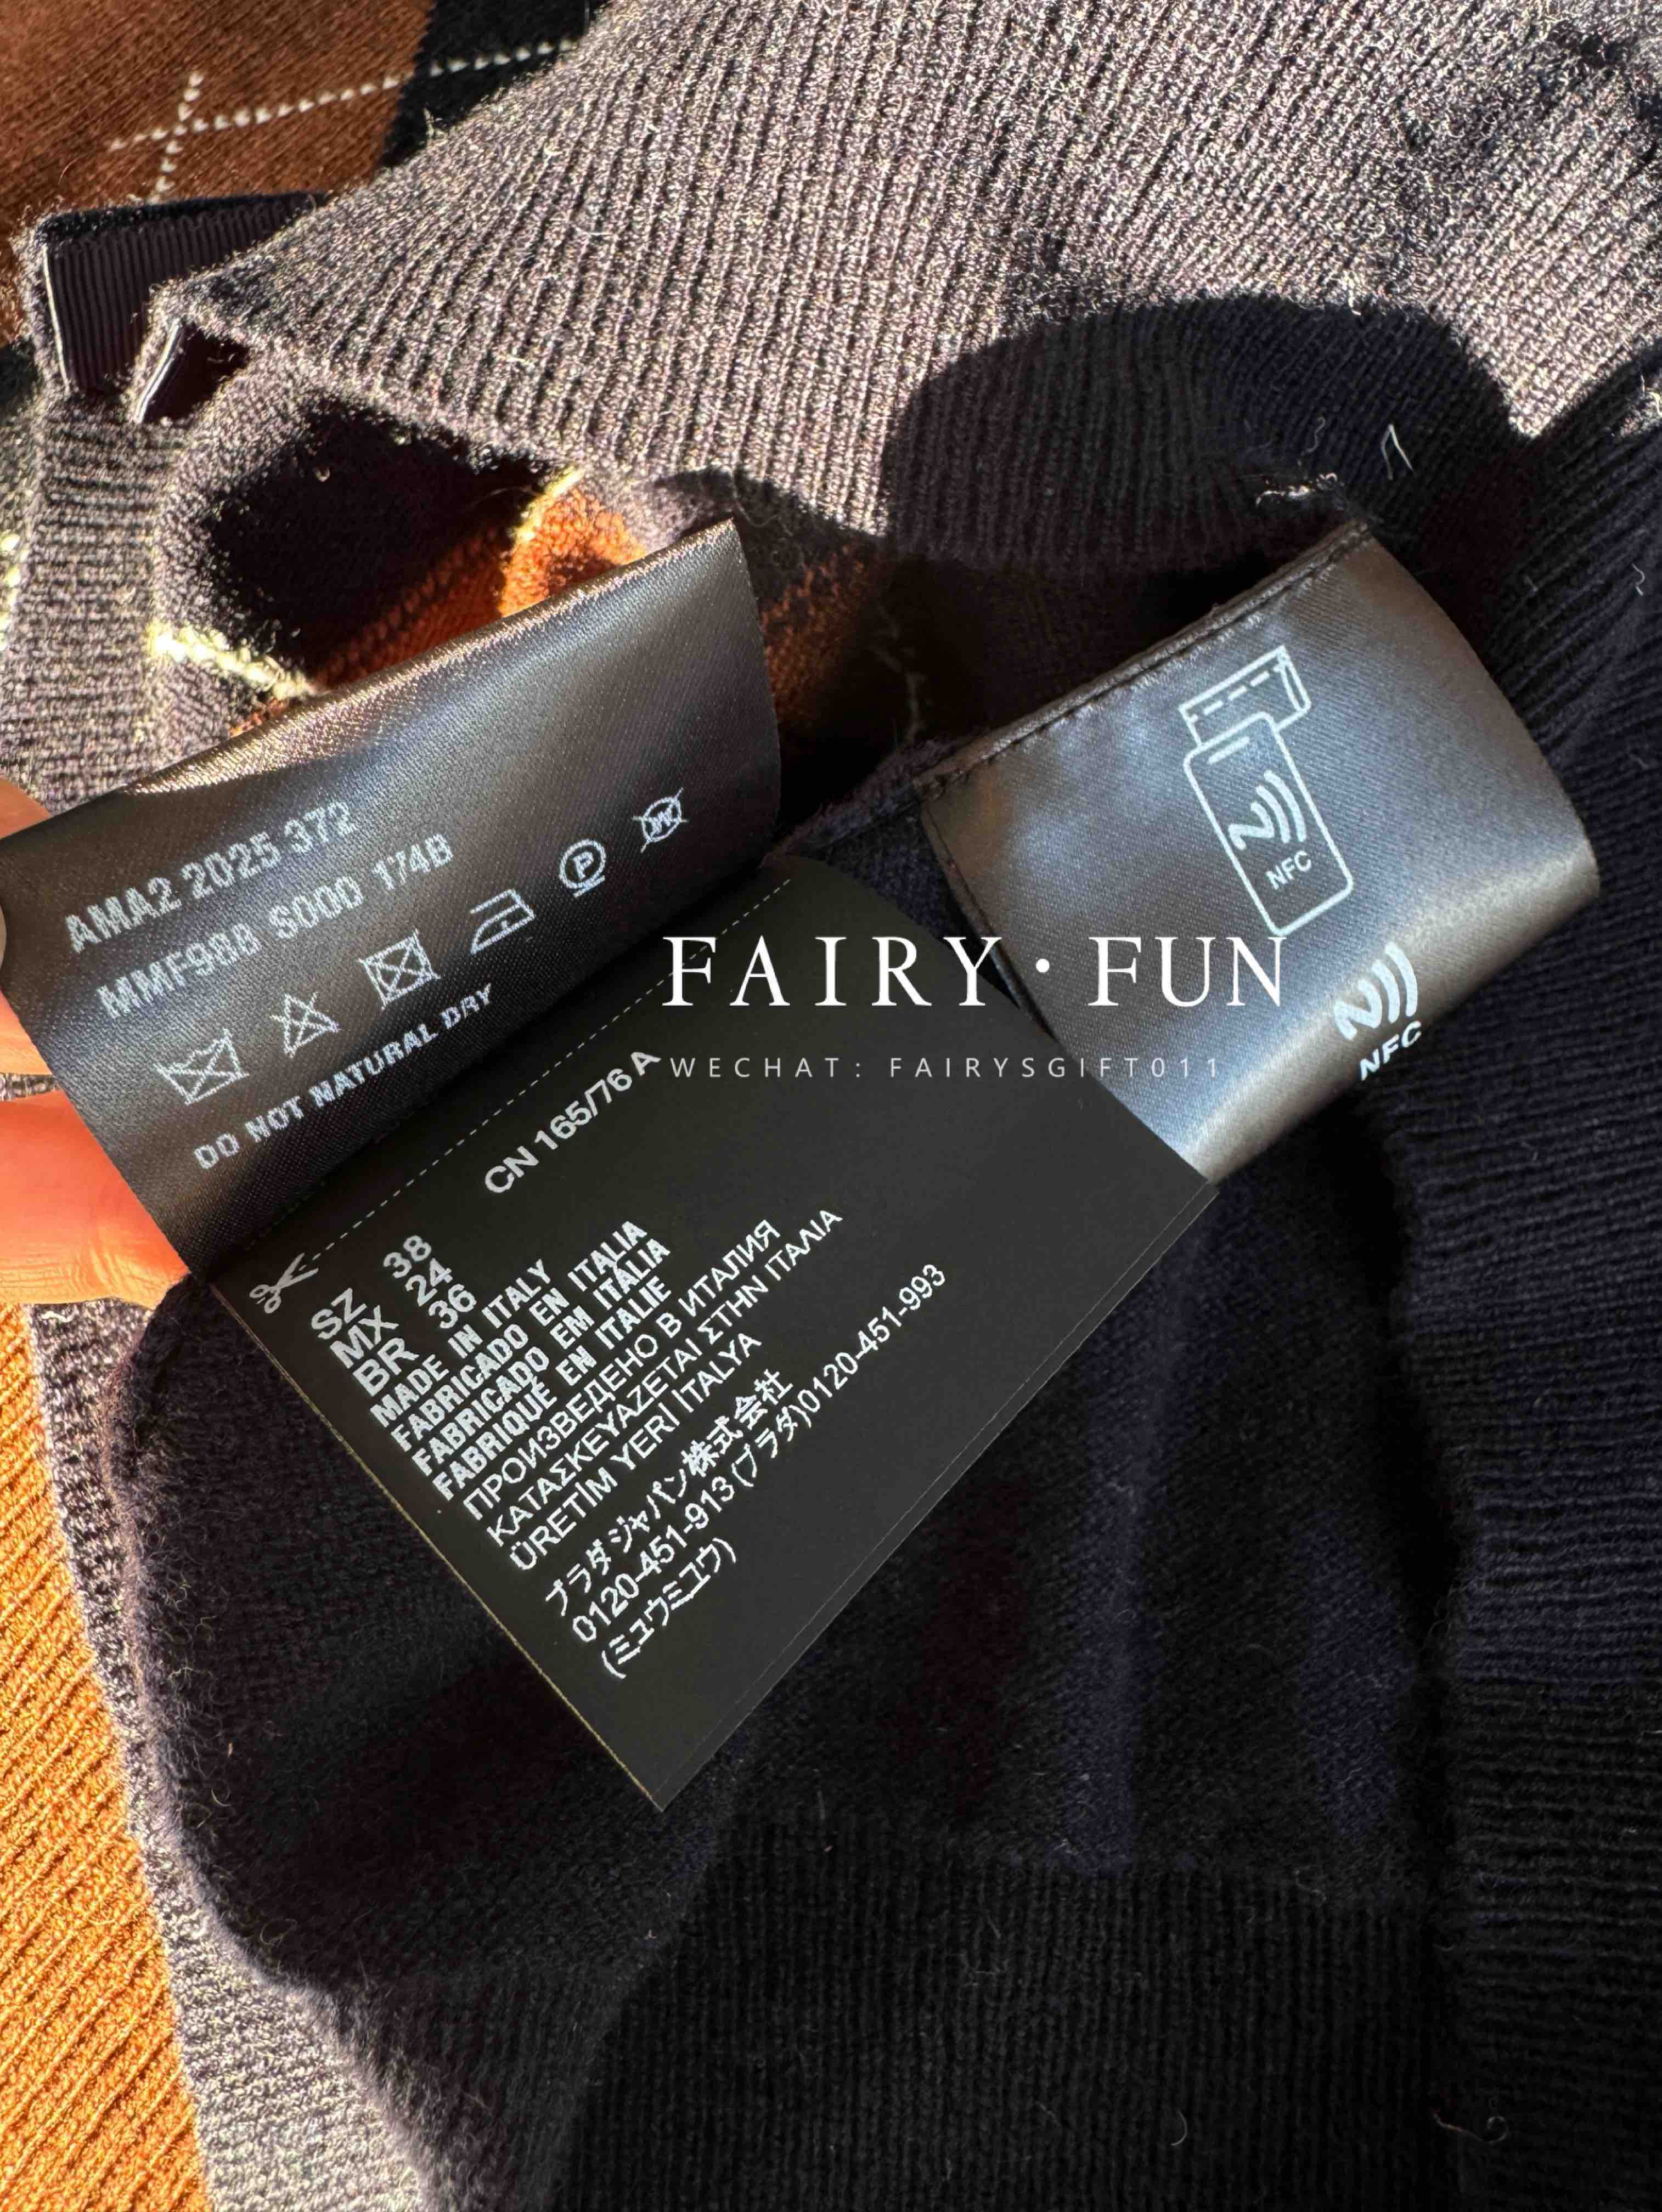 AMA2 2025 372
MMF988 S000 174B
DO NOT NATURAL DRY
NFC
NFC
FAIRY·FUN
WECHAT: FAIRYSGIFT011
CN 165/76 A
SZ 38
MX 24
BR 36
MADE IN ITALY
FABRICADO EN ITALIA
FABRICADO EM ITÁLIA
FABRIQUÉ EN ITALIE
ПРОИЗВЕДЕНО В ИТАЛИЯ
ΚΑΤΑΣΚΕΥΑΖΕΤΑΙ ΣΤΗΝ ΙΤΑΛΙΑ
ÜRETİM YERİ İTALYA
プラダジャパン株式会社
0120-451-913(プラダ)0120-451-993
(ミュウミュウ)